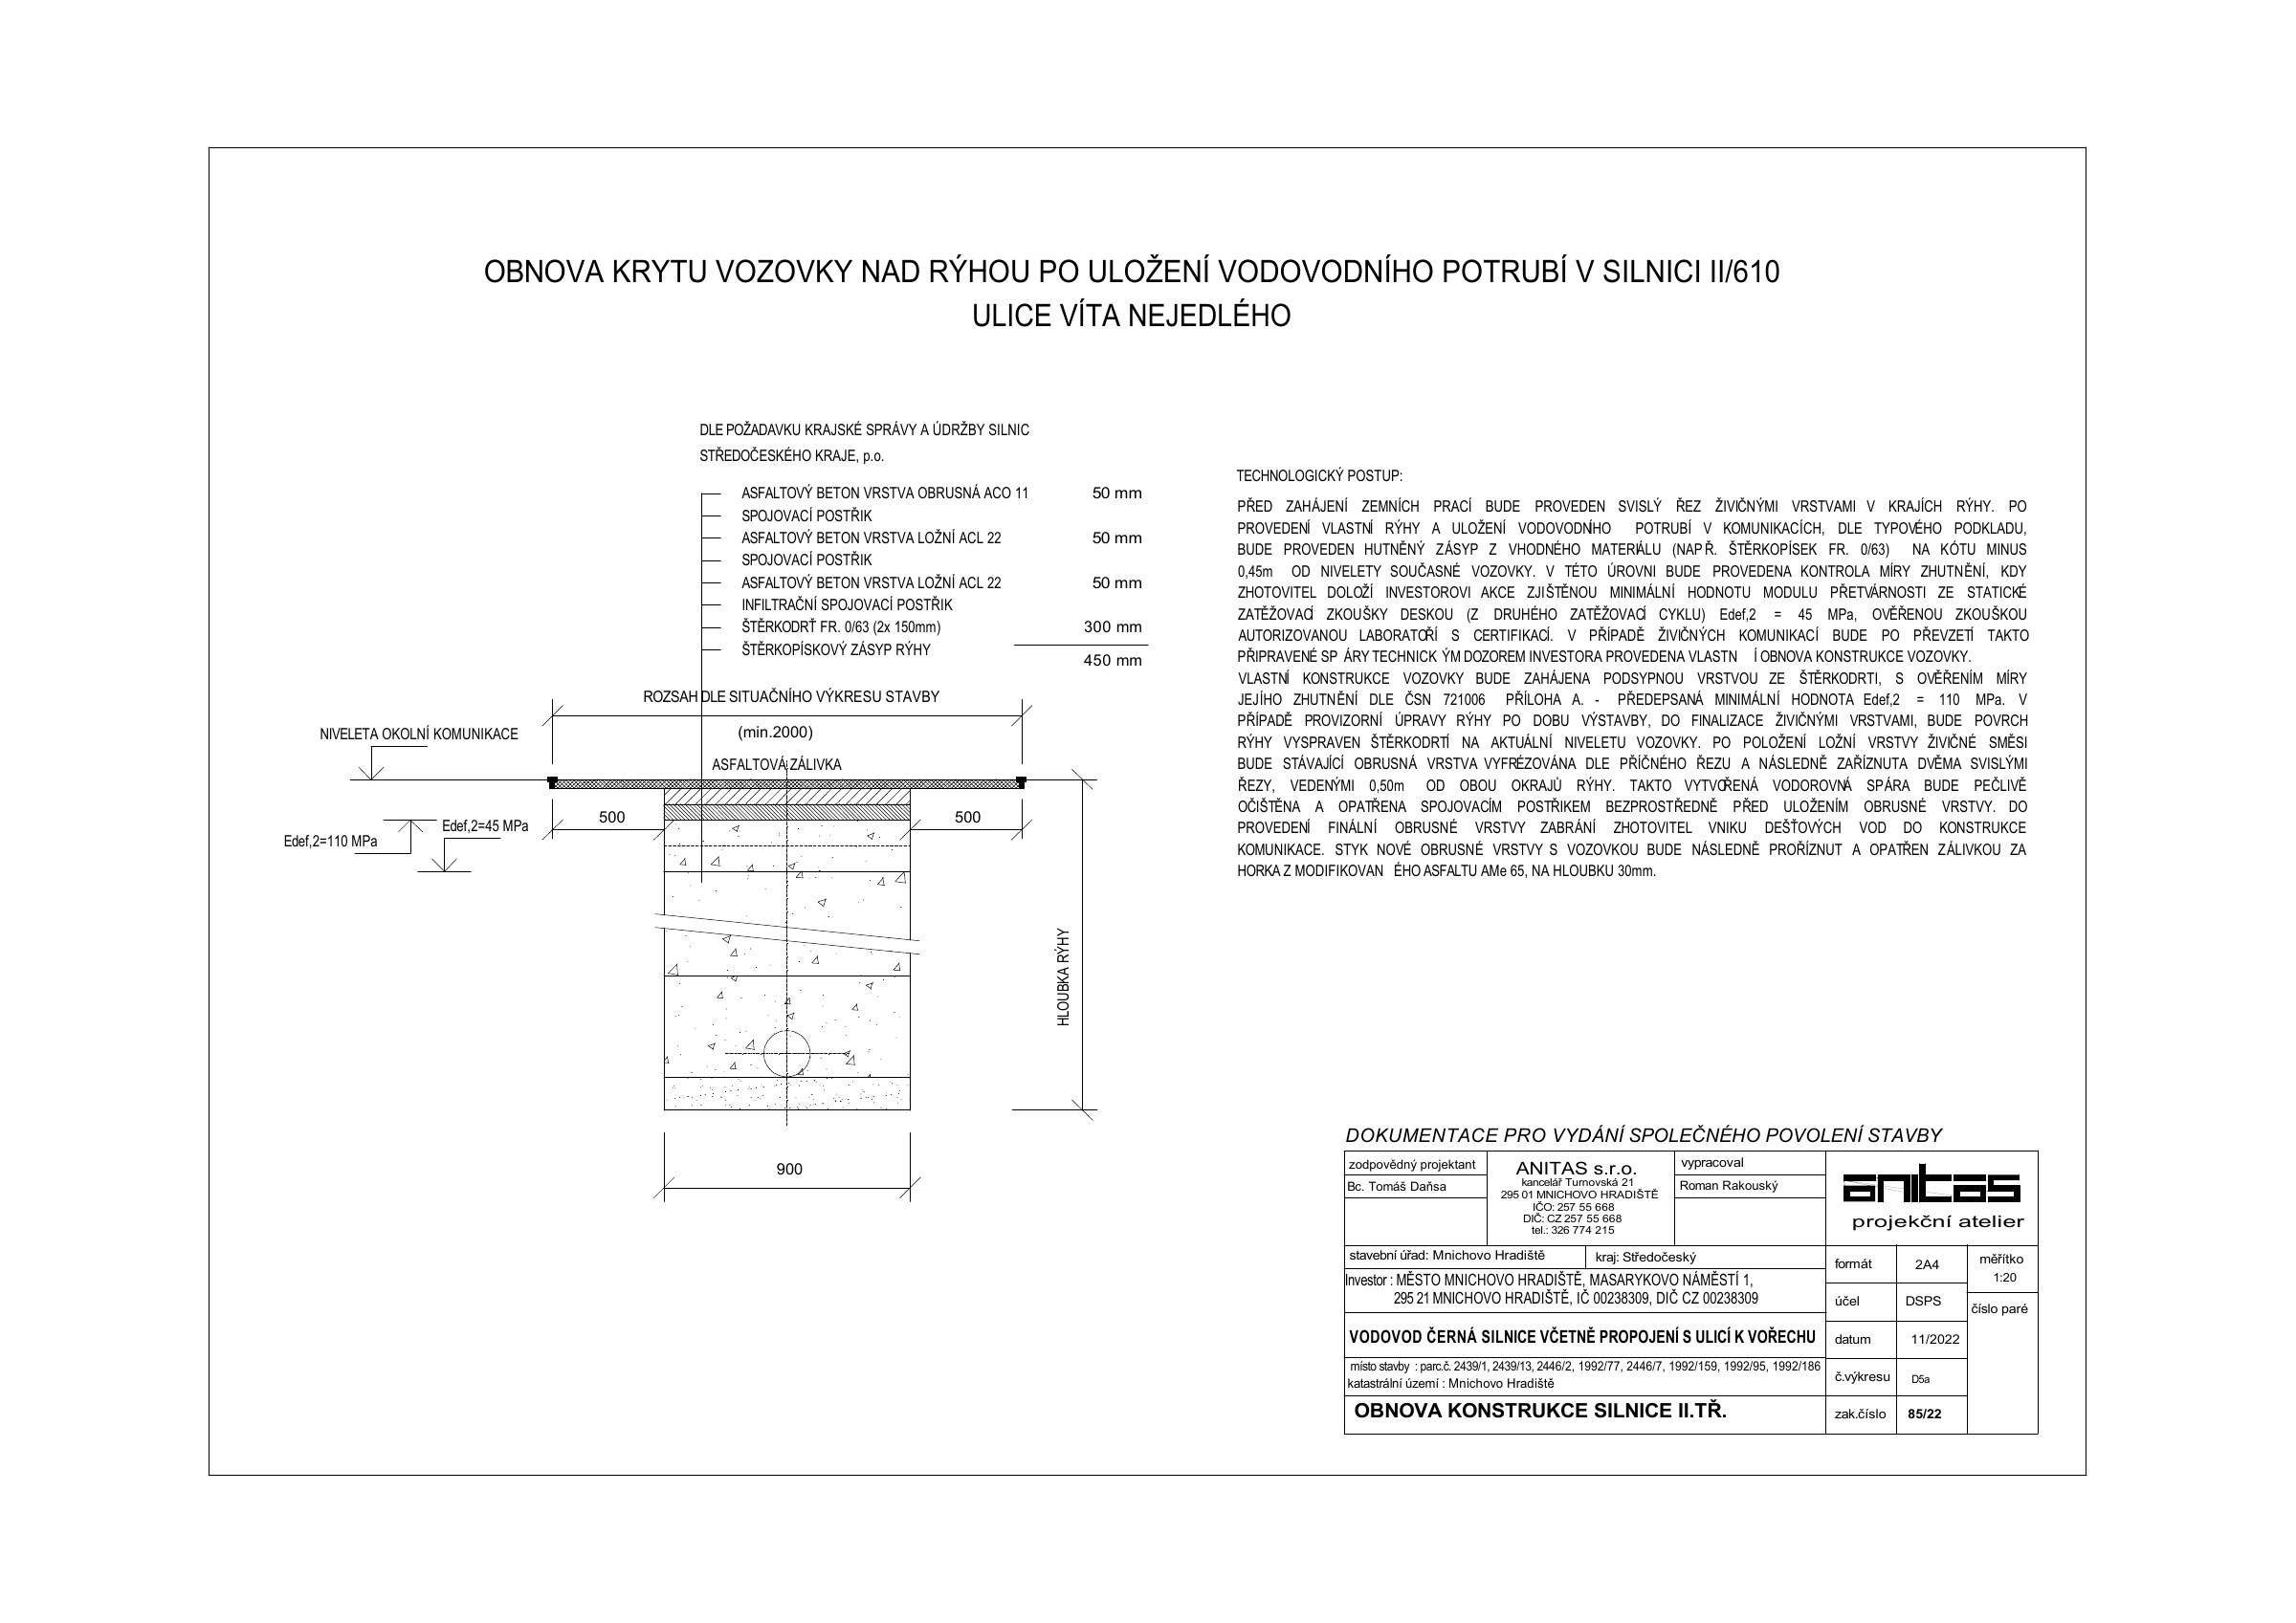 OBNOVA KRYTU VOZOVKY NAD RÝHOU PO ULOŽENÍ VODOVODNÍHO POTRUBÍ V SILNICI II/610
ULICE VÍTA NEJEDLÉHO
DLE POŽADAVKU KRAJSKÉ SPRÁVY A ÚDRŽBY SILNIC
STŘEDOČESKÉHO KRAJE, p.o.
ASFALTOVÝ BETON VRSTVA OBRUSNÁ ACO 11 50 mm
SPOJOVACÍ POSTŘIK
ASFALTOVÝ BETON VRSTVA LOŽNÍ ACL 22 50 mm
SPOJOVACÍ POSTŘIK
ASFALTOVÝ BETON VRSTVA LOŽNÍ ACL 22 50 mm
INFILTRAČNÍ SPOJOVACÍ POSTŘIK
ŠTĚRKODRŤ FR. 0/63 (2x 150mm) 300 mm
ŠTĚRKOPÍSKOVÝ ZÁSYP RÝHY
450 mm
ROZSAH DLE SITUAČNÍHO VÝKRESU STAVBY
(min.2000)
NIVELETA OKOLNÍ KOMUNIKACE
ASFALTOVÁ ZÁLIVKA
500
500
Edef,2=45 MPa
Edef,2=110 MPa
HLOUBKA RÝHY
900
TECHNOLOGICKÝ POSTUP:
PŘED ZAHÁJENÍ ZEMNÍCH PRACÍ BUDE PROVEDEN SVISLÝ ŘEZ ŽIVIČNÝMI VRSTVAMI V KRAJÍCH RÝHY. PO
PROVEDENÍ VLASTNÍ RÝHY A ULOŽENÍ VODOVODNÍHO POTRUBÍ V KOMUNIKACÍCH, DLE TYPOVÉHO PODKLADU,
BUDE PROVEDEN HUTNĚNÝ ZÁSYP Z VHODNÉHO MATERIÁLU (NAPŘ. ŠTĚRKOPÍSEK FR. 0/63) NA KÓTU MINUS
0,45m OD NIVELETY SOUČASNÉ VOZOVKY. V TÉTO ÚROVNI BUDE PROVEDENA KONTROLA MÍRY ZHUTNĚNÍ, KDY
ZHOTOVITEL DOLOŽÍ INVESTOROVI AKCE ZJIŠTĚNOU MINIMÁLNÍ HODNOTU MODULU PŘETVÁRNOSTI ZE STATICKÉ
ZATĚŽOVACÍ ZKOUŠKY DESKOU (Z DRUHÉHO ZATĚŽOVACÍ CYKLU) Edef,2 = 45 MPa, OVĚŘENOU ZKOUŠKOU
AUTORIZOVANOU LABORATOŘÍ S CERTIFIKACÍ. V PŘÍPADĚ ŽIVIČNÝCH KOMUNIKACÍ BUDE PO PŘEVZETÍ TAKTO
PŘIPRAVENÉ SPÁRY TECHNICKÝM DOZOREM INVESTORA PROVEDENA VLASTNÍ OBNOVA KONSTRUKCE VOZOVKY.
VLASTNÍ KONSTRUKCE VOZOVKY BUDE ZAHÁJENA PODSYPNOU VRSTVOU ZE ŠTĚRKODRTI, S OVĚŘENÍM MÍRY
JEJÍHO ZHUTNĚNÍ DLE ČSN 721006 PŘÍLOHA A. - PŘEDEPSANÁ MINIMÁLNÍ HODNOTA Edef,2 = 110 MPa. V
PŘÍPADĚ PROVIZORNÍ ÚPRAVY RÝHY PO DOBU VÝSTAVBY, DO FINALIZACE ŽIVIČNÝMI VRSTVAMI, BUDE POVRCH
RÝHY VYSPRAVEN ŠTĚRKODRTÍ NA AKTUÁLNÍ NIVELETU VOZOVKY. PO POLOŽENÍ LOŽNÍ VRSTVY ŽIVIČNÉ SMĚSI
BUDE STÁVAJÍCÍ OBRUSNÁ VRSTVA VYFRÉZOVÁNA DLE PŘÍČNÉHO ŘEZU A NÁSLEDNĚ ZAŘÍZNUTA DVĚMA SVISLÝMI
ŘEZY, VEDENÝMI 0,50m OD OBOU OKRAJŮ RÝHY. TAKTO VYTVOŘENÁ VODOROVNÁ SPÁRA BUDE PEČLIVĚ
OČIŠTĚNA A OPATŘENA SPOJOVACÍM POSTŘIKEM BEZPROSTŘEDNĚ PŘED ULOŽENÍM OBRUSNÉ VRSTVY. DO
PROVEDENÍ FINÁLNÍ OBRUSNÉ VRSTVY ZABRÁNÍ ZHOTOVITEL VNIKU DEŠŤOVÝCH VOD DO KONSTRUKCE
KOMUNIKACE. STYK NOVÉ OBRUSNÉ VRSTVY S VOZOVKOU BUDE NÁSLEDNĚ PROŘÍZNUT A OPATŘEN ZÁLIVKOU ZA
HORKA Z MODIFIKOVANÉHO ASFALTU AMe 65, NA HLOUBKU 30mm.
DOKUMENTACE PRO VYDÁNÍ SPOLEČNÉHO POVOLENÍ STAVBY
zodpovědný projektant
Bc. Tomáš Daňsa
ANITAS s.r.o.
kancelář Turnovská 21
295 01 MNICHOVO HRADIŠTĚ
IČO: 257 55 668
DIČ: CZ 257 55 668
tel.: 326 774 215
vypracoval
Roman Rakouský
anitas
projekční atelier
stavební úřad: Mnichovo Hradiště
kraj: Středočeský
Investor : MĚSTO MNICHOVO HRADIŠTĚ, MASARYKOVO NÁMĚSTÍ 1,
295 21 MNICHOVO HRADIŠTĚ, IČ 00238309, DIČ CZ 00238309
VODOVOD ČERNÁ SILNICE VČETNĚ PROPOJENÍ S ULICÍ K VOŘECHU
místo stavby : parc.č. 2439/1, 2439/13, 2446/2, 1992/77, 2446/7, 1992/159, 1992/95, 1992/186
katastrální území : Mnichovo Hradiště
OBNOVA KONSTRUKCE SILNICE II.TŘ.
formát 2A4
měřítko
1:20
účel DSPS
číslo paré
datum 11/2022
č.výkresu D5a
zak.číslo 85/22